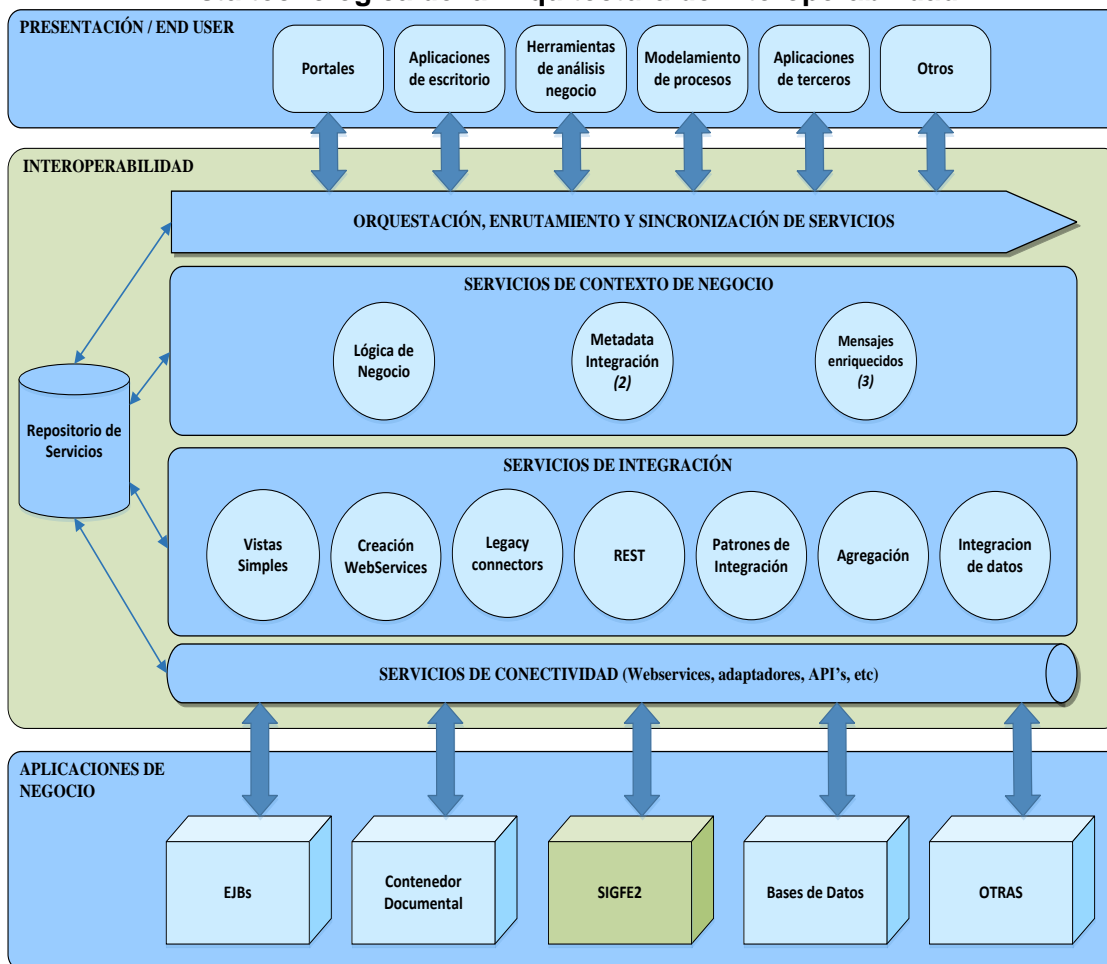 PRESENTACIÓN / END USER
Portales
Aplicaciones
de escritorio
Herramientas
de análisis
negocio
Modelamiento
de procesos
Aplicaciones
de terceros
Otros
INTEROPERABILIDAD
ORQUESTACIÓN, ENRUTAMIENTO Y SINCRONIZACIÓN DE SERVICIOS
SERVICIOS DE CONTEXTO DE NEGOCIO
Lógica de
Negocio
Metadata
Integración
(2)
Mensajes
enriquecidos
(3)
Repositorio de
Servicios
SERVICIOS DE INTEGRACIÓN
Vistas
Simples
Creación
WebServices
Legacy
connectors
REST
Patrones de
Integración
Agregación
Integracion
de datos
SERVICIOS DE CONECTIVIDAD (Webservices, adaptadores, API's, etc)
APLICACIONES DE
NEGOCIO
EJBs
Contenedor
Documental
SIGFE2
Bases de Datos
OTRAS